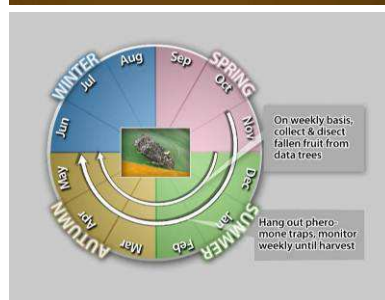 WINTER
SPRING
SUMMER
AUTUMN
Jun
Jul
Aug
Sep
Oct
Nov
Dec
Jan
Feb
Mar
Apr
May
On weekly basis,
collect & disect
fallen fruit from
data trees
Hang out phero-
mone traps, monitor
weekly until harvest